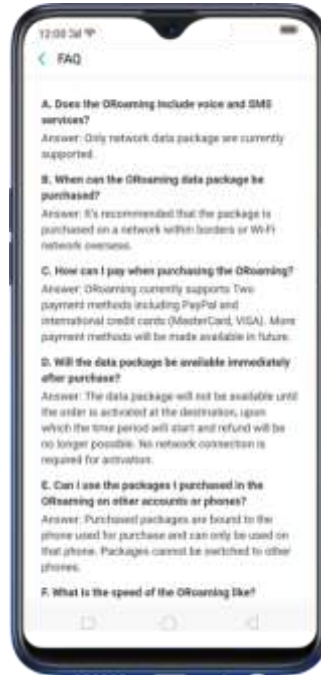 12:00
FAQ
A. Does the ORoaming include voice and SMS
services?
Answer: Only network data package are currently
supported.
B. When can the ORoaming data package be
purchased?
Answer: It's recommended that the package is
purchased on a network within borders or Wi-Fi
network overseas.
C. How can I pay when purchasing the ORoaming?
Answer: ORoaming currently supports Two
payment methods including PayPal and
international credit cards (MasterCard, VISA). More
payment methods will be made available in future.
D. Will the data package be available immediately
after purchase?
Answer: The data package will not be available until
the order is activated at the destination, upon
which the time period will start and refund will be
no longer possible. No network connection is
required for activation.
E. Can I use the packages I purchased in the
ORoaming on other accounts or phones?
Answer: Purchased packages are bound to the
phone used for purchase and can only be used on
that phone. Packages cannot be switched to other
phones.
F. What is the speed of the ORoaming like?